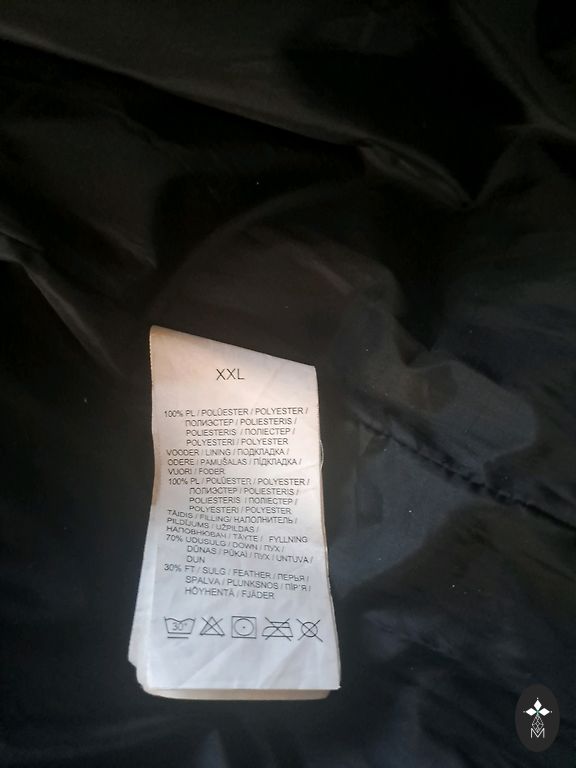 XXL
100% PL / POLÜESTER / POLYESTER /
ПОЛИЭСТЕР / POLIESTERIS /
POLIESTERIS / ПОЛІЕСТЕР /
POLYESTERI / POLYESTER
VOODER / LINING / ПОДКЛАДКА /
ODERE / PAMUŠALAS / ПІДКЛАДКА /
VUORI / FODER
100% PL / POLÜESTER / POLYESTER /
ПОЛИЭСТЕР / POLIESTERIS /
POLIESTERIS / ПОЛІЕСТЕР /
POLYESTERI / POLYESTER
TÄIDIS / FILLING / НАПОЛНИТЕЛЬ /
PILDIJUMS / UŽPILDAS /
НАПОВНЮВАЧ / TÄYTE / FYLLNING
70% UDUSULG / DOWN / ПУХ /
DŪNAS / PŪKAI / ПУХ / UNTUVA /
DUN
30% FT / SULG / FEATHER / ПЕРЬЯ /
SPALVA / PLUNKSNOS / ПІР'Я /
HÖYHENTÄ / FJÄDER
30°
M